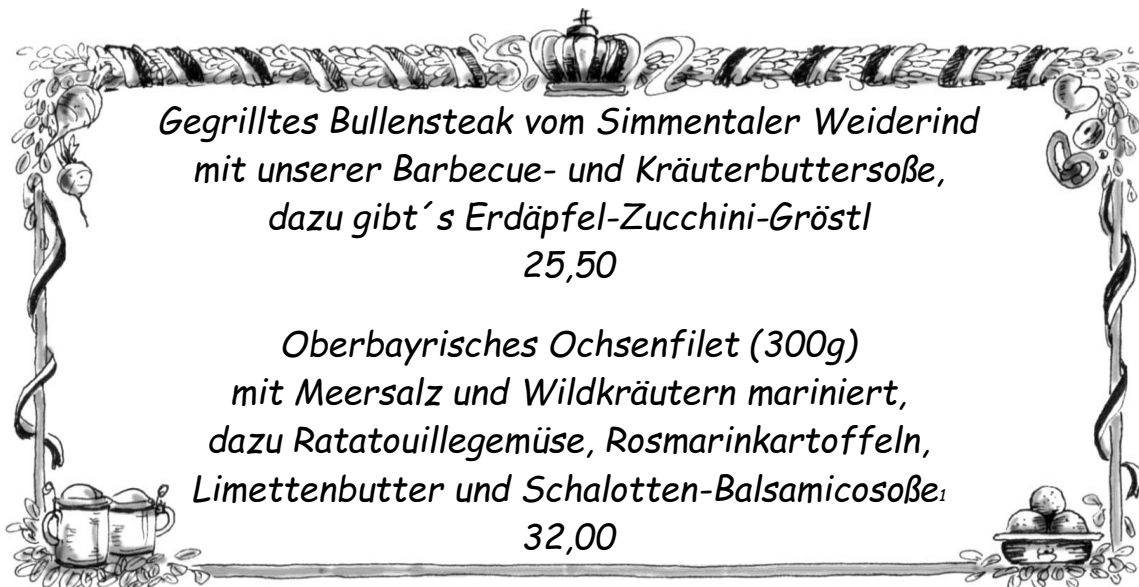 Gegrilltes Bullensteak vom Simmentaler Weiderind
mit unserer Barbecue- und Kräuterbuttersoße,
dazu gibt´s Erdäpfel-Zucchini-Gröstl
25,50
Oberbayrisches Ochsenfilet (300g)
mit Meersalz und Wildkräutern mariniert,
dazu Ratatouillegemüse, Rosmarinkartoffeln,
Limettenbutter und Schalotten-Balsamicosoße1
32,00